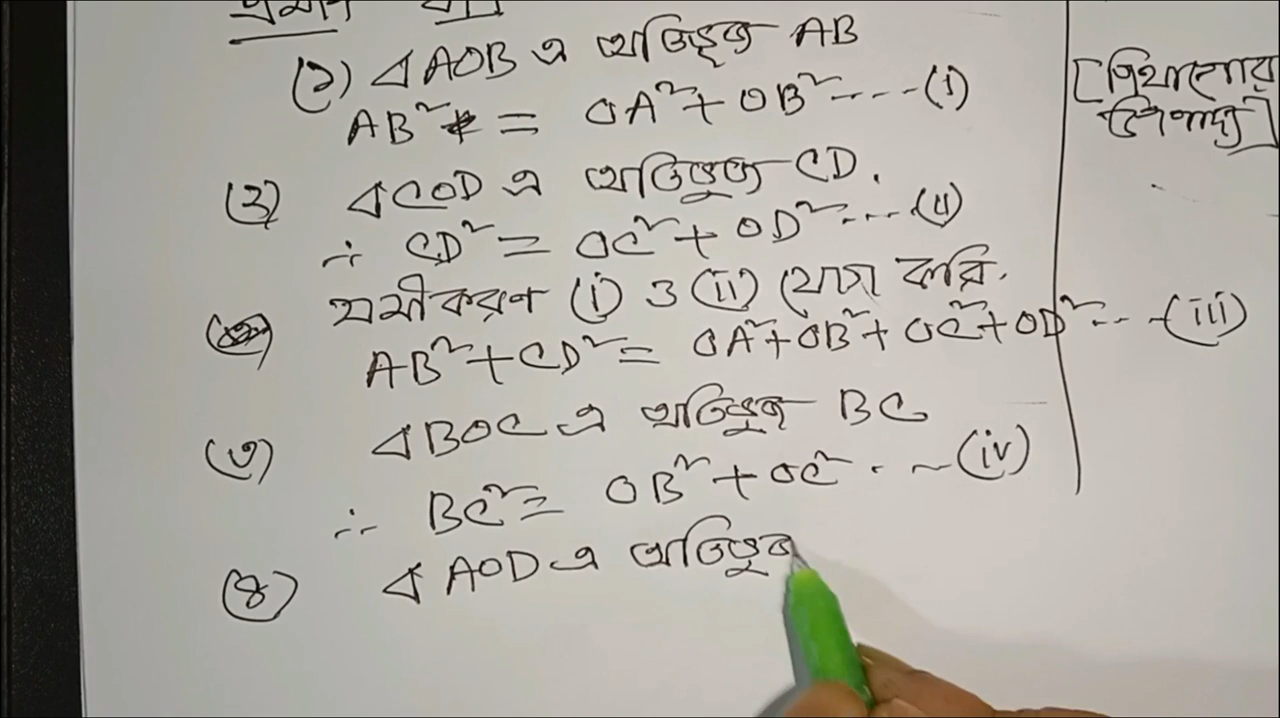 প্রমাণ
(১) ⊿AOB এ অতিভূজ AB
AB² = OA² + OB² ---- (i)
[পিথাগোরাস
উপপাদ্য]
(২) ⊿COD এ অতিভূজ CD.
∴ CD² = OC² + OD² --- (ii)
সমীকরণ (i) ও (ii) যোগ করি.
AB² + CD² = OA² + OB² + OC² + OD² -- - (iii)
(৩) ⊿BOC এ অতিভুজ BC
∴ BC² = OB² + OC² · -- (iv)
(৪) ⊿AOD এ অতিভুজ